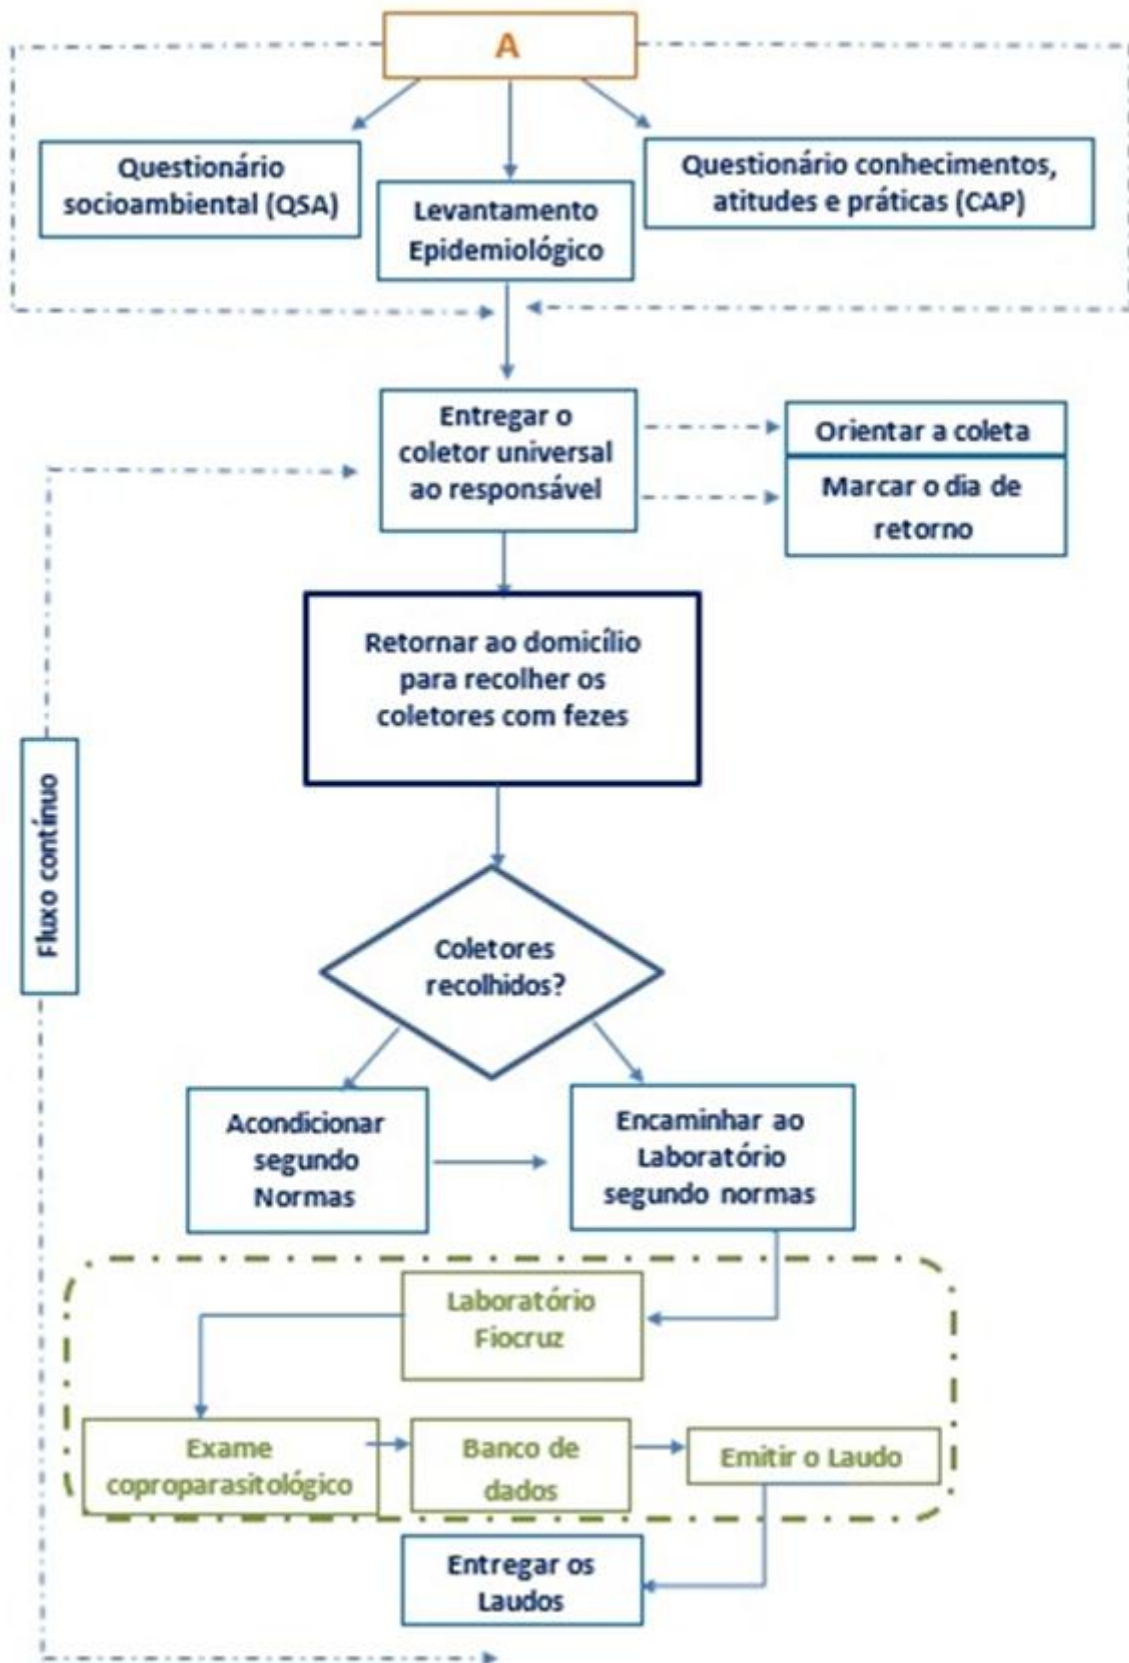 A
Questionário
socioambiental (QSA)
Levantamento
Epidemiológico
Questionário conhecimentos,
atitudes e práticas (CAP)
Entregar o
coletor universal
ao responsável
Orientar a coleta
Marcar o dia de
retorno
Retornar ao domicílio
para recolher os
coletores com fezes
Fluxo contínuo
Coletores
recolhidos?
Acondicionar
segundo
Normas
Encaminhar ao
Laboratório
segundo normas
Laboratório
Fiocruz
Exame
coproparasitológico
Banco de
dados
Emitir o Laudo
Entregar os
Laudos